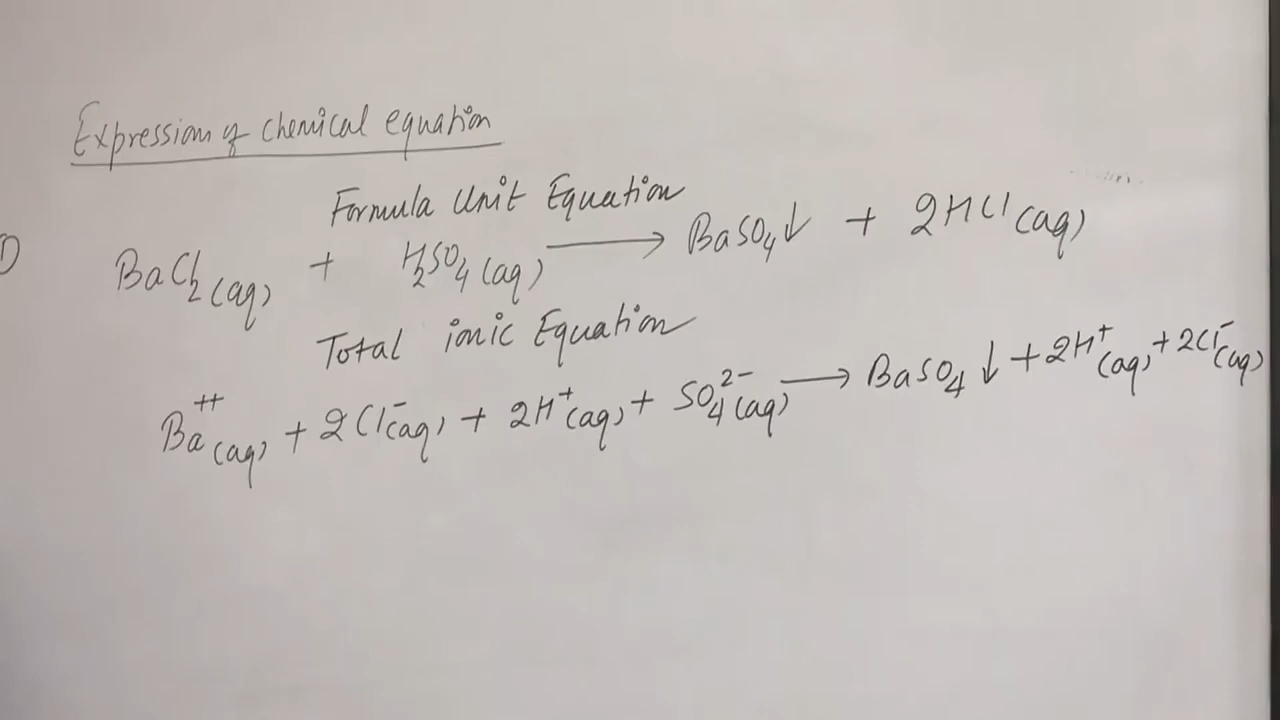 Expression of chemical equation
Formula Unit Equation
1) BaCl₂(aq) + H₂SO₄(aq) ⟶ BaSO₄↓ + 2HCl(aq)
Total ionic Equation
Ba⁺⁺(aq) + 2Cl⁻(aq) + 2H⁺(aq) + SO₄²⁻(aq) ⟶ BaSO₄↓ + 2H⁺(aq) + 2Cl⁻(aq)